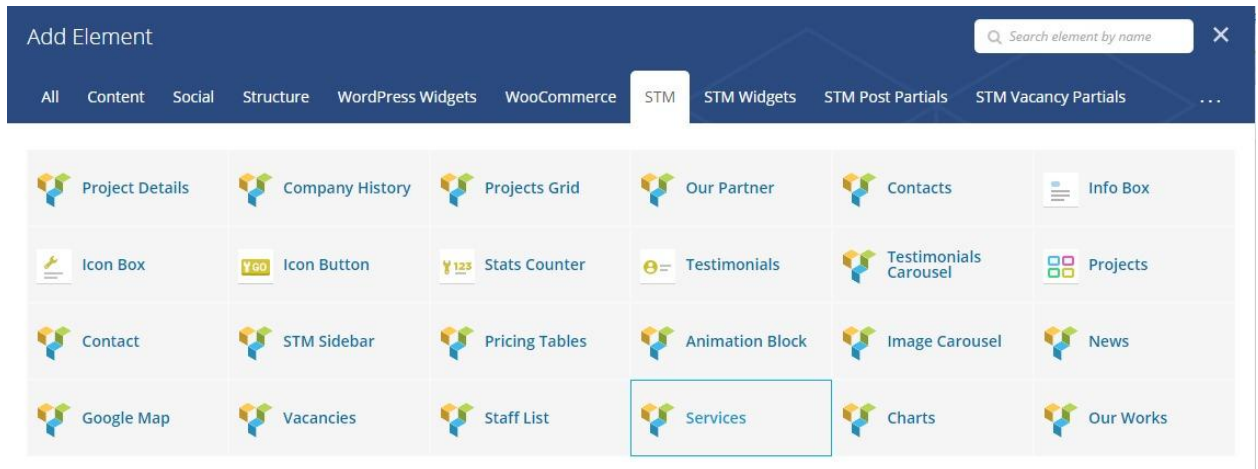 Add Element
Search element by name
All Content Social Structure WordPress Widgets WooCommerce STM STM Widgets STM Post Partials STM Vacancy Partials ...
Project Details Company History Projects Grid Our Partner Contacts Info Box
Icon Box GO Icon Button 123 Stats Counter Testimonials Testimonials Carousel Projects
Contact STM Sidebar Pricing Tables Animation Block Image Carousel News
Google Map Vacancies Staff List Services Charts Our Works